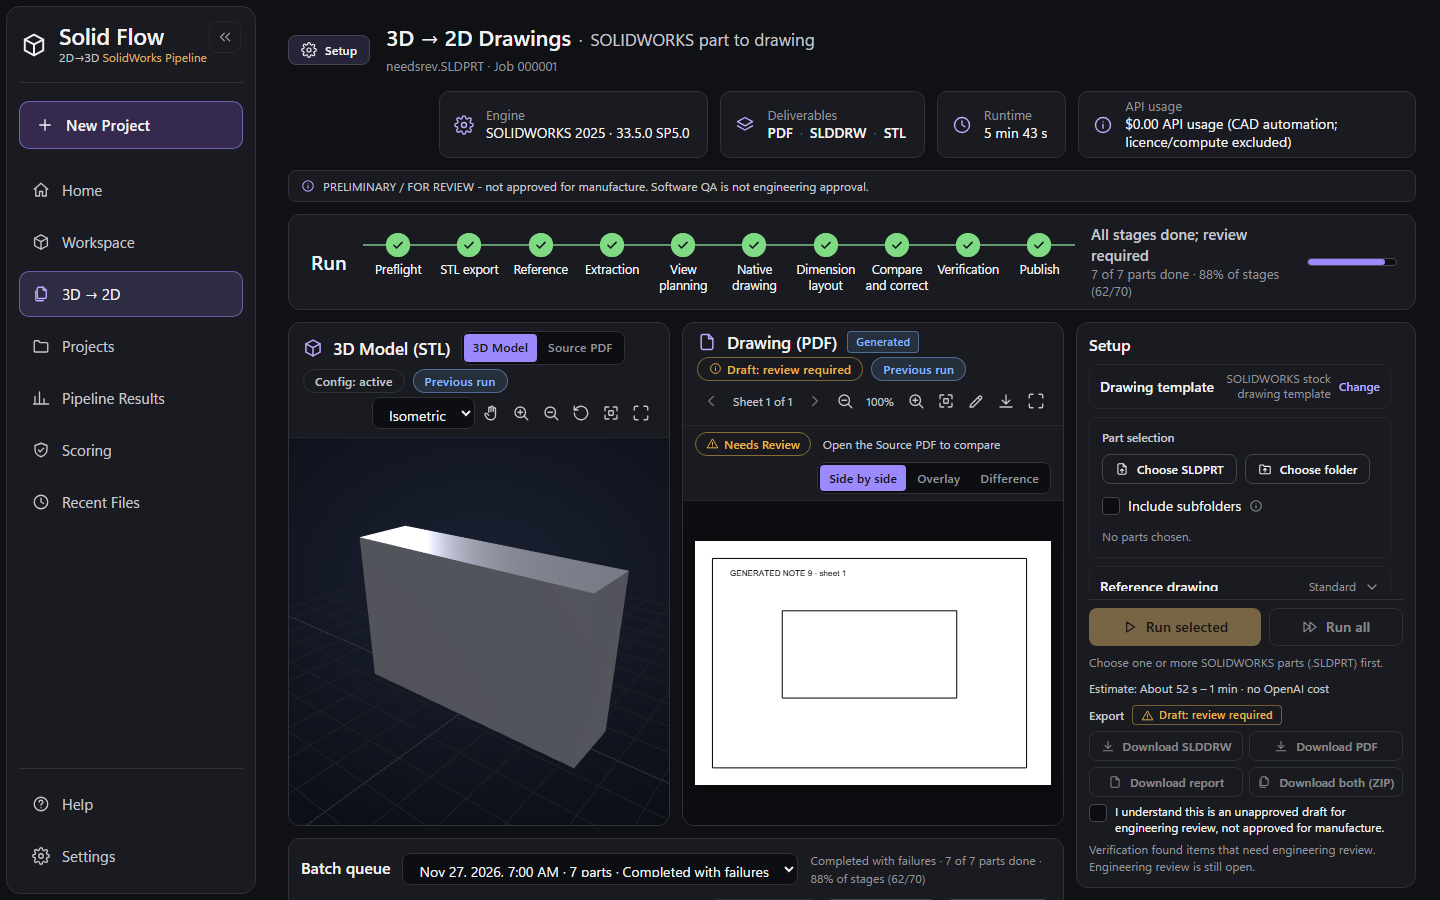 Solid Flow
2D→3D SolidWorks Pipeline
New Project
Home
Workspace
3D → 2D
Projects
Pipeline Results
Scoring
Recent Files
Help
Settings
Setup
3D → 2D Drawings · SOLIDWORKS part to drawing
needsrev.SLDPRT · Job 000001
Engine
SOLIDWORKS 2025 · 33.5.0 SP5.0
Deliverables
PDF · SLDDRW · STL
Runtime
5 min 43 s
API usage
$0.00 API usage (CAD automation;
licence/compute excluded)
PRELIMINARY / FOR REVIEW - not approved for manufacture. Software QA is not engineering approval.
Run
Preflight
STL export
Reference
Extraction
View
planning
Native
drawing
Dimension
layout
Compare
and correct
Verification
Publish
All stages done; review
required
7 of 7 parts done · 88% of stages
(62/70)
3D Model (STL)
3D Model
Source PDF
Config: active
Previous run
Isometric
Drawing (PDF)
Generated
Draft: review required
Previous run
Sheet 1 of 1
100%
Needs Review
Open the Source PDF to compare
Side by side
Overlay
Difference
GENERATED NOTE 9 - sheet 1
Setup
Drawing template
SOLIDWORKS stock
drawing template
Change
Part selection
Choose SLDPRT
Choose folder
Include subfolders
No parts chosen.
Reference drawing
Standard
Run selected
Run all
Choose one or more SOLIDWORKS parts (.SLDPRT) first.
Estimate: About 52 s – 1 min · no OpenAI cost
Export
Draft: review required
Download SLDDRW
Download PDF
Download report
Download both (ZIP)
I understand this is an unapproved draft for
engineering review, not approved for manufacture.
Verification found items that need engineering review.
Engineering review is still open.
Batch queue
Nov 27, 2026, 7:00 AM · 7 parts · Completed with failures
Completed with failures · 7 of 7 parts done ·
88% of stages (62/70)